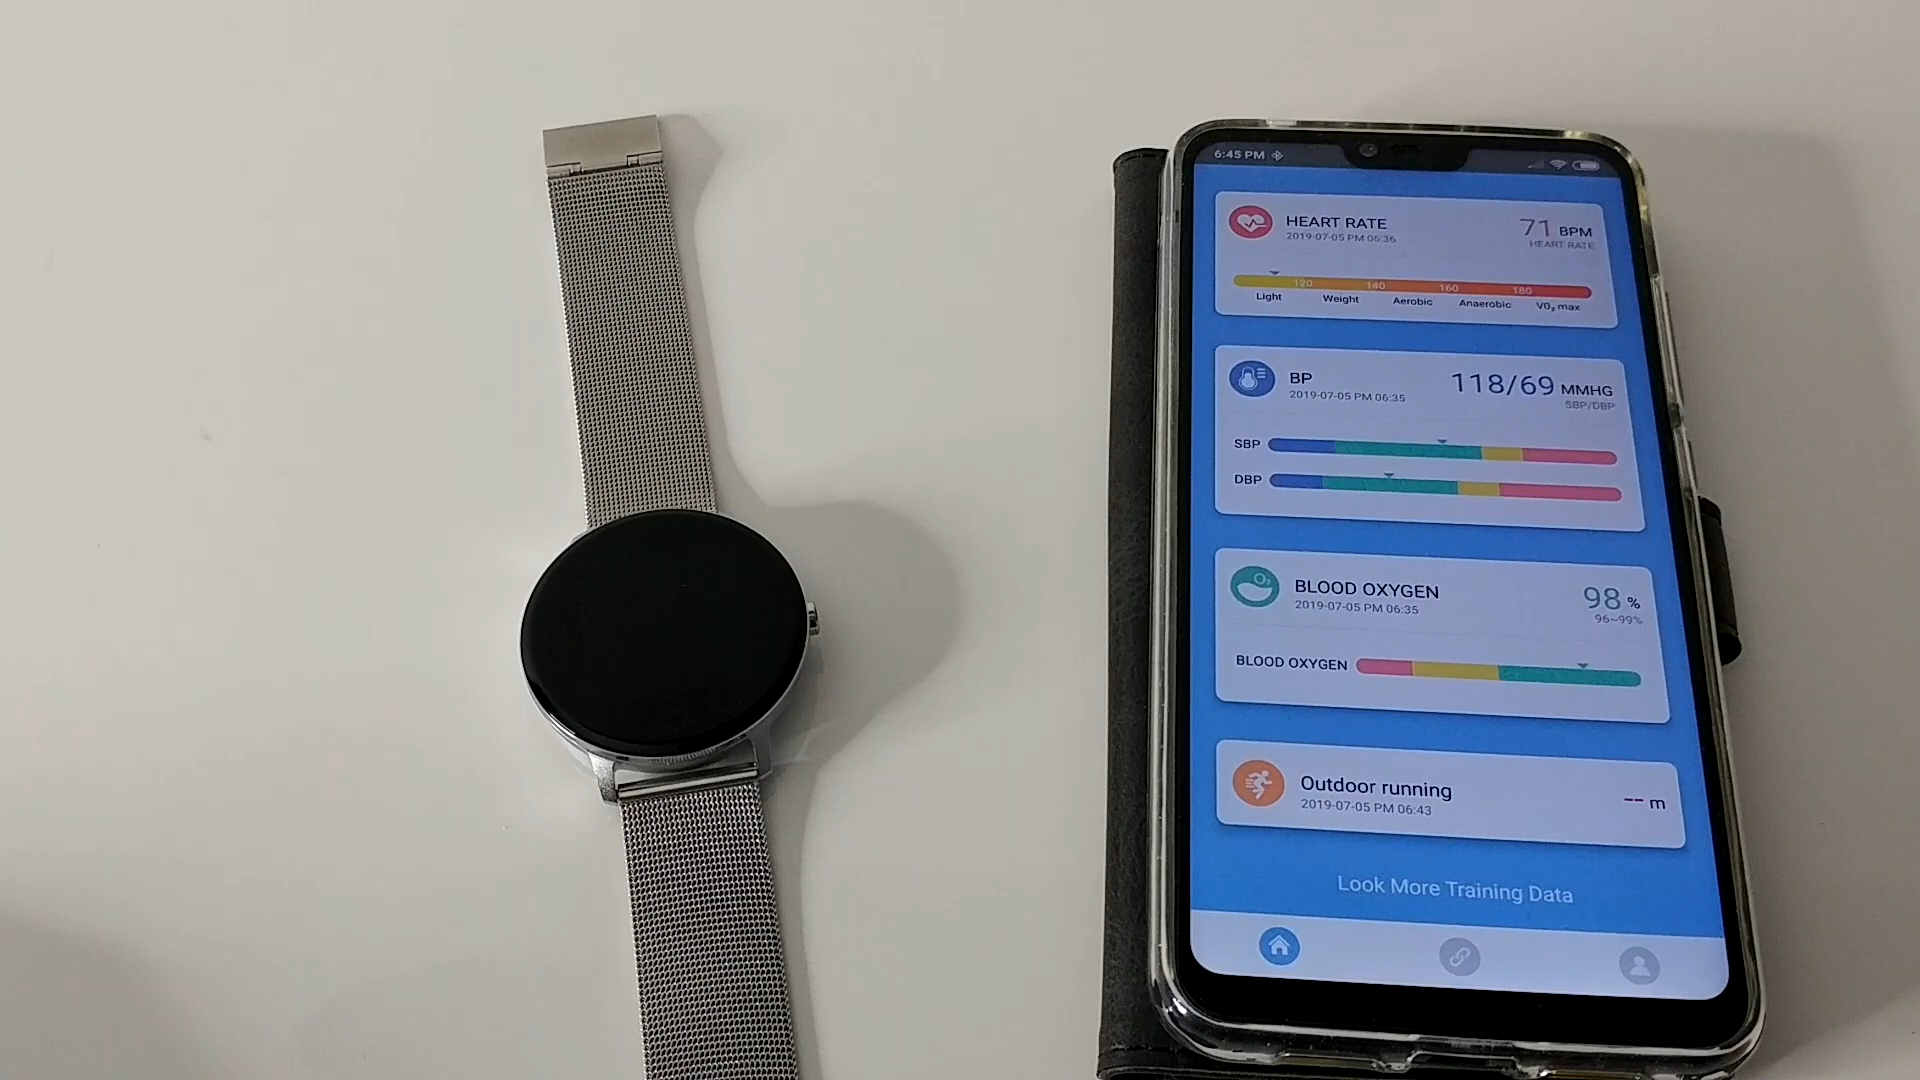 6:45 PM
HEART RATE
2019-07-05 PM 06:36
71 BPM
HEART RATE
120 140 160 180
Light Weight Aerobic Anaerobic VO₂ max
BP
2019-07-05 PM 06:35
118/69 MMHG
SBP/DBP
SBP
DBP
O₂
BLOOD OXYGEN
2019-07-05 PM 06:35
98 %
96~99%
BLOOD OXYGEN
Outdoor running
2019-07-05 PM 06:43
-- m
Look More Training Data